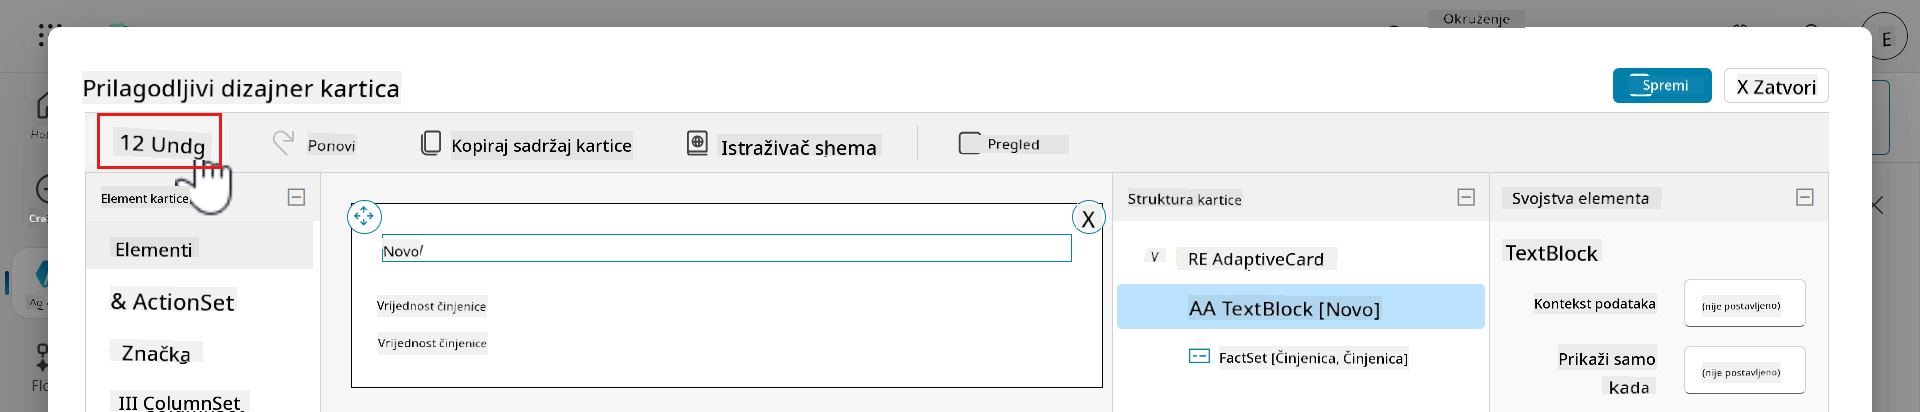 Okruženje
E
Prilagodljivi dizajner kartica
Spremi
X Zatvori
12 Undg
Ponovi
Kopiraj sadržaj kartice
Istraživač shema
Pregled
Element kartice
Struktura kartice
Svojstva elementa
Elementi
& ActionSet
Značka
III ColumnSet
X
Novo/
Vrijednost činjenice
Vrijednost činjenice
V
RE AdaptiveCard
AA TextBlock [Novo]
FactSet [Činjenica, Činjenica]
TextBlock
Kontekst podataka
(nije postavljeno)
Prikaži samo
kada
(nije postavljeno)